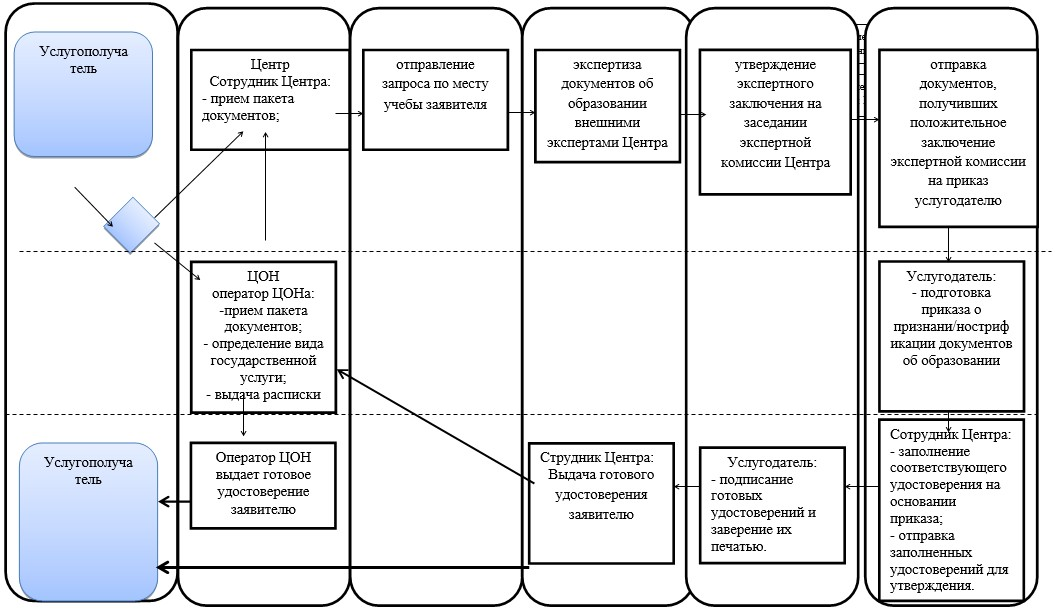 Услугополуча
тель
Центр
Сотрудник Центра:
- прием пакета
документов;
отправление
запроса по месту
учебы заявителя
экспертиза
документов об
образовании
внешними
экспертами Центра
утверждение
экспертного
заключения на
заседании
экспертной
комиссии Центра
отправка
документов,
получивших
положительное
заключение
экспертной комиссии
на приказ
услугодателю
ЦОН
оператор ЦОНа:
-прием пакета
документов;
- определение вида
государственной
услуги;
- выдача расписки
Услугодатель:
- подготовка
приказа о
признани/ностриф
икации документов
об образовании
Услугополуча
тель
Оператор ЦОН
выдает готовое
удостоверение
заявителю
Струдник Центра:
Выдача готового
удостоверения
заявителю
Услугодатель:
- подписание
готовых
удостоверений и
заверение их
печатью.
Сотрудник Центра:
- заполнение
соответствующего
удостоверения на
основании
приказа;
- отправка
заполненных
удостоверений для
утверждения.